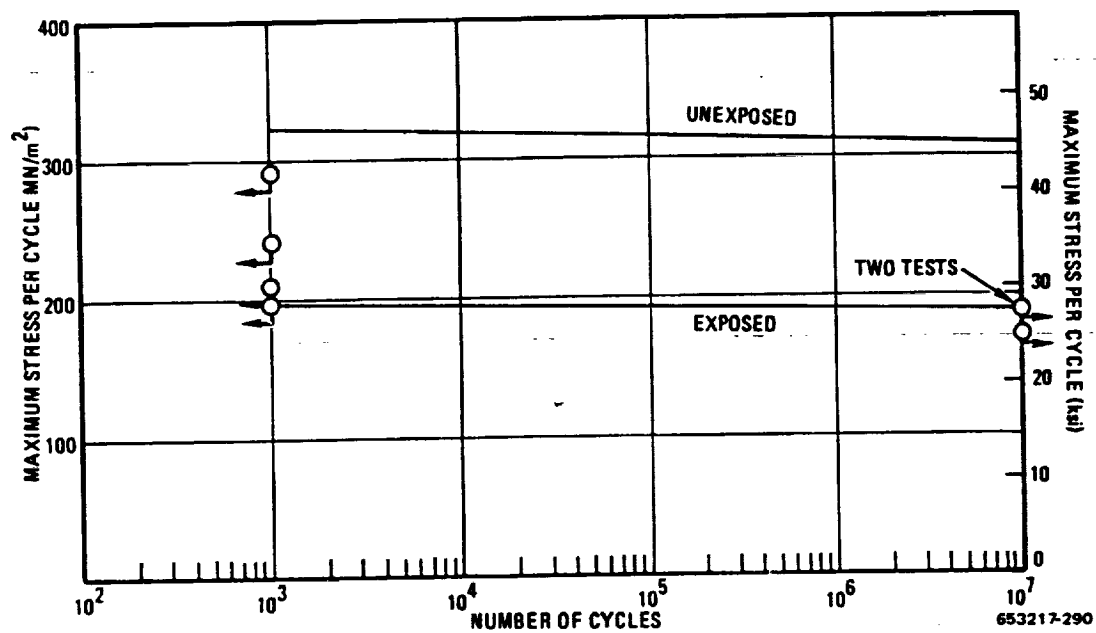 400
300
200
100
MAXIMUM STRESS PER CYCLE MN/m²
UNEXPOSED
TWO TESTS
EXPOSED
50
40
30
20
10
0
MAXIMUM STRESS PER CYCLE (ksi)
10² 10³ 10⁴ 10⁵ 10⁶ 10⁷
NUMBER OF CYCLES
653217-290